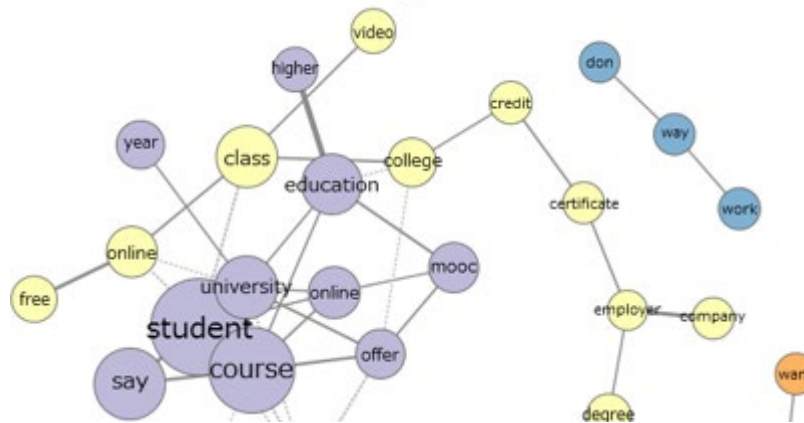 video
higher
don
credit
year
way
class
college
education
certificate
work
online
mooc
free
university
online
employer
company
student
offer
course
say
degree